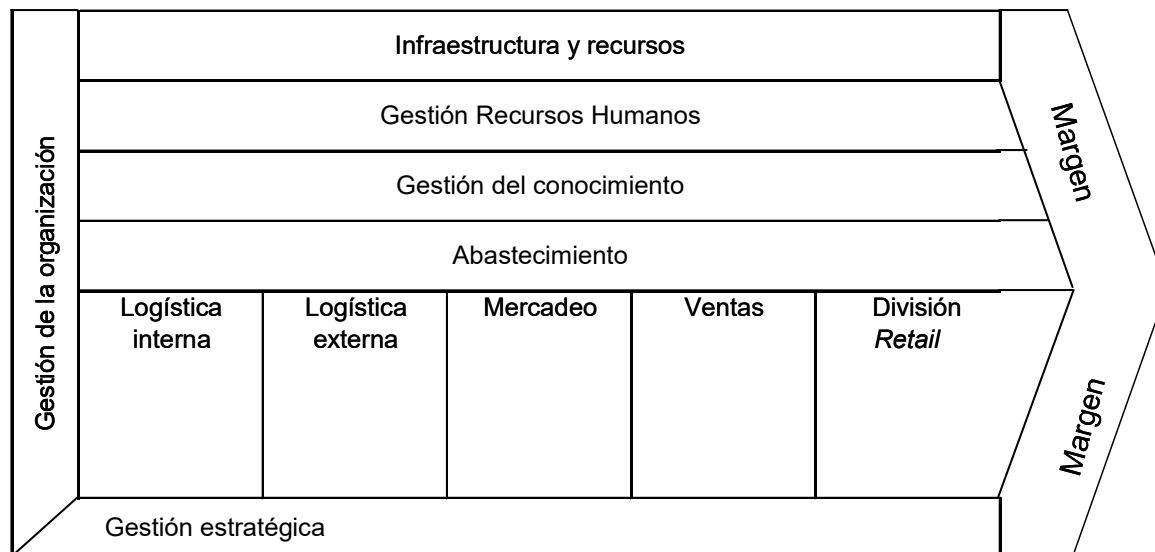 Gestión de la organización
Infraestructura y recursos
Gestión Recursos Humanos
Gestión del conocimiento
Abastecimiento
Logística
interna
Logística
externa
Mercadeo
Ventas
División
Retail
Gestión estratégica
Margen
Margen